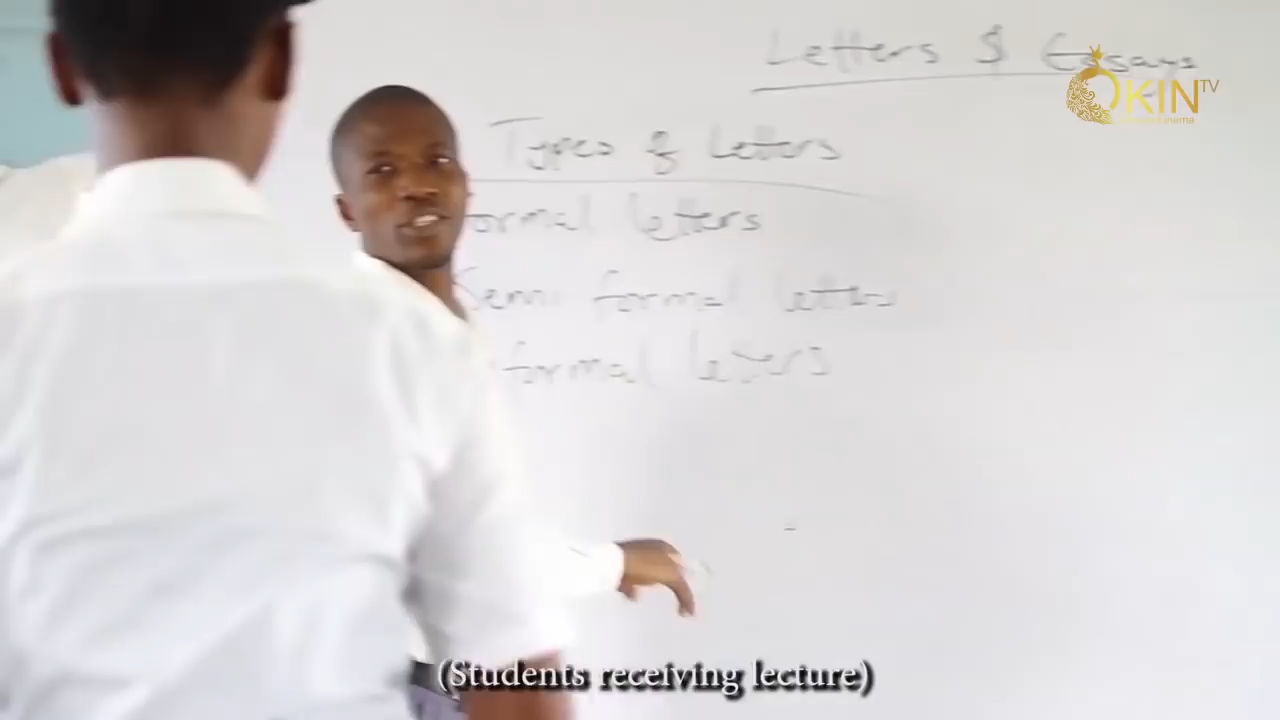 Letters & Essays
OKIN TV
Types of Letters
formal letters
Semi formal letters
formal letters
(Students receiving lecture)